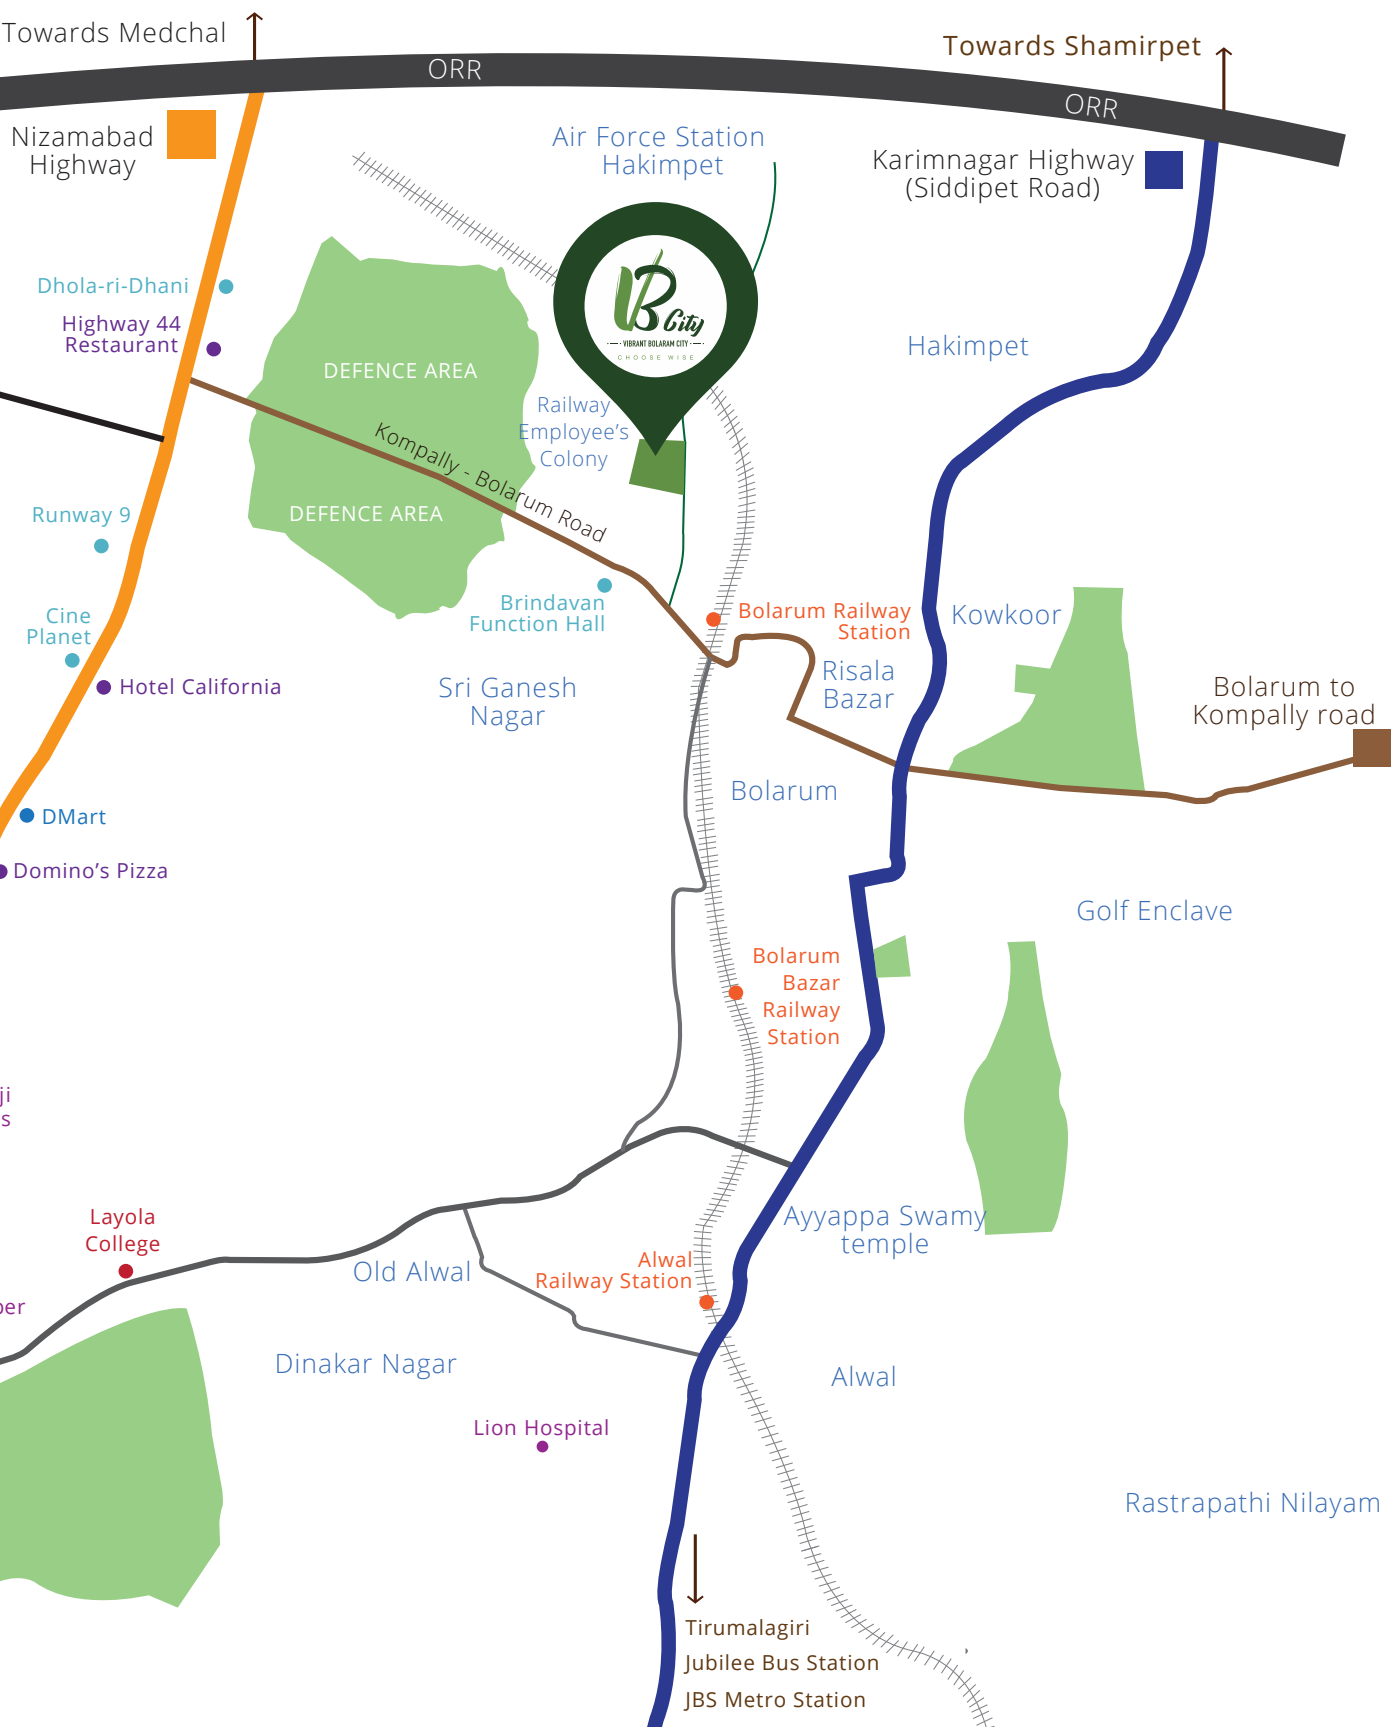 Towards Medchal
Towards Shamirpet
ORR
ORR
Nizamabad
Highway
Air Force Station
Hakimpet
Karimnagar Highway
(Siddipet Road)
Dhola-ri-Dhani
Highway 44
Restaurant
B City
VIBRANT BOLARAM CITY
CHOOSE WISE
Hakimpet
DEFENCE AREA
Railway
Employee's
Colony
Kompally - Bolarum Road
DEFENCE AREA
Runway 9
Brindavan
Function Hall
Bolarum Railway
Station
Kowkoor
Cine
Planet
Hotel California
Sri Ganesh
Nagar
Risala
Bazar
Bolarum to
Kompally road
Bolarum
DMart
Domino's Pizza
Golf Enclave
Bolarum
Bazar
Railway
Station
ji
s
Layola
College
Ayyappa Swamy
temple
Old Alwal
Alwal
Railway Station
ber
Dinakar Nagar
Alwal
Lion Hospital
Rastrapathi Nilayam
Tirumalagiri
Jubilee Bus Station
JBS Metro Station